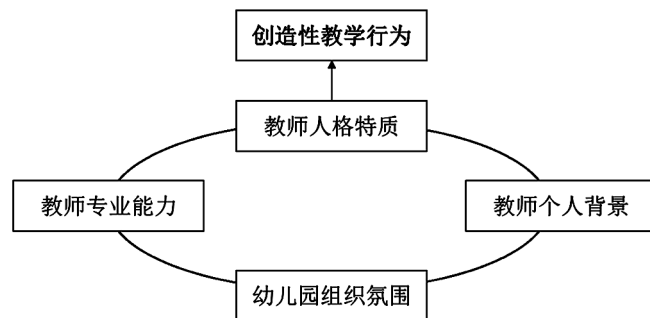 创造性教学行为
教师人格特质
教师专业能力
教师个人背景
幼儿园组织氛围